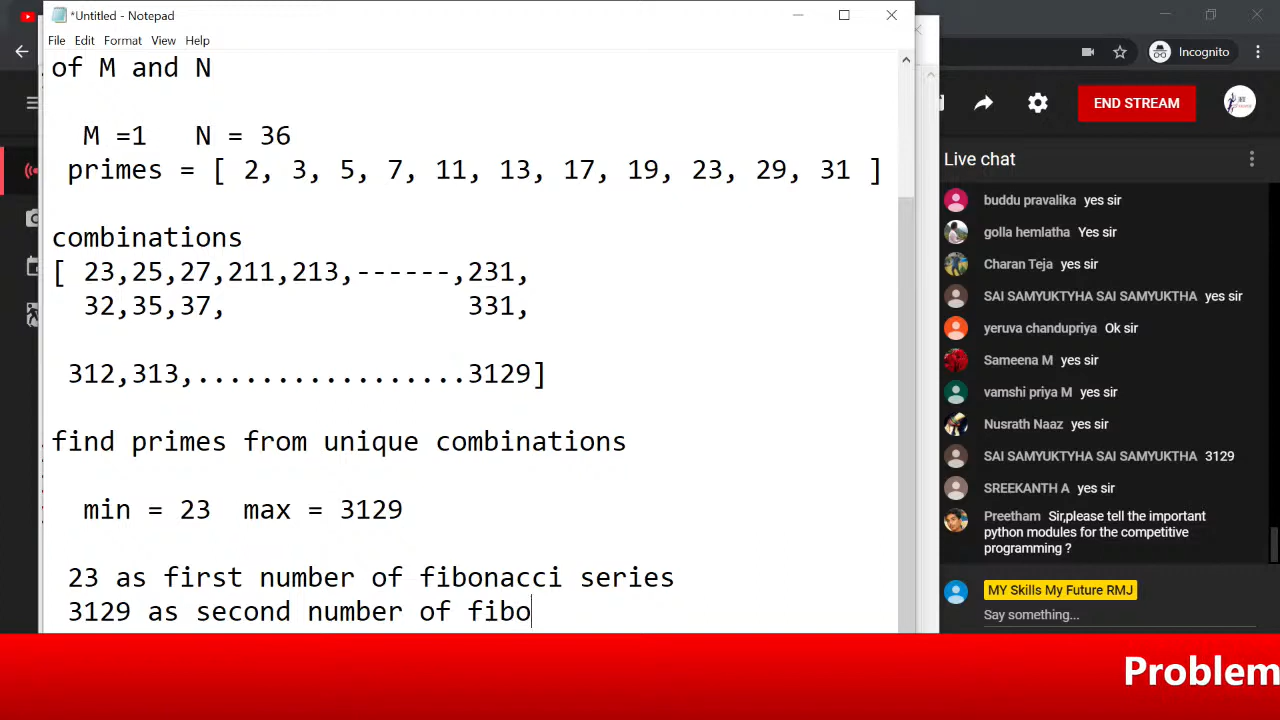 *Untitled - Notepad
File Edit Format View Help
of M and N
M =1 N = 36
primes = [ 2, 3, 5, 7, 11, 13, 17, 19, 23, 29, 31 ]
combinations
[ 23,25,27,211,213,------,231,
32,35,37, 331,
312,313,.................3129]
find primes from unique combinations
min = 23 max = 3129
23 as first number of fibonacci series
3129 as second number of fibo
Incognito
END STREAM
Live chat
buddu pravalika yes sir
golla hemlatha Yes sir
Charan Teja yes sir
SAI SAMYUKTYHA SAI SAMYUKTHA yes sir
yeruva chandupriya Ok sir
Sameena M yes sir
vamshi priya M yes sir
Nusrath Naaz yes sir
SAI SAMYUKTYHA SAI SAMYUKTHA 3129
SREEKANTH A yes sir
Preetham Sir,please tell the important
python modules for the competitive
programming ?
MY Skills My Future RMJ
Say something...
Problem